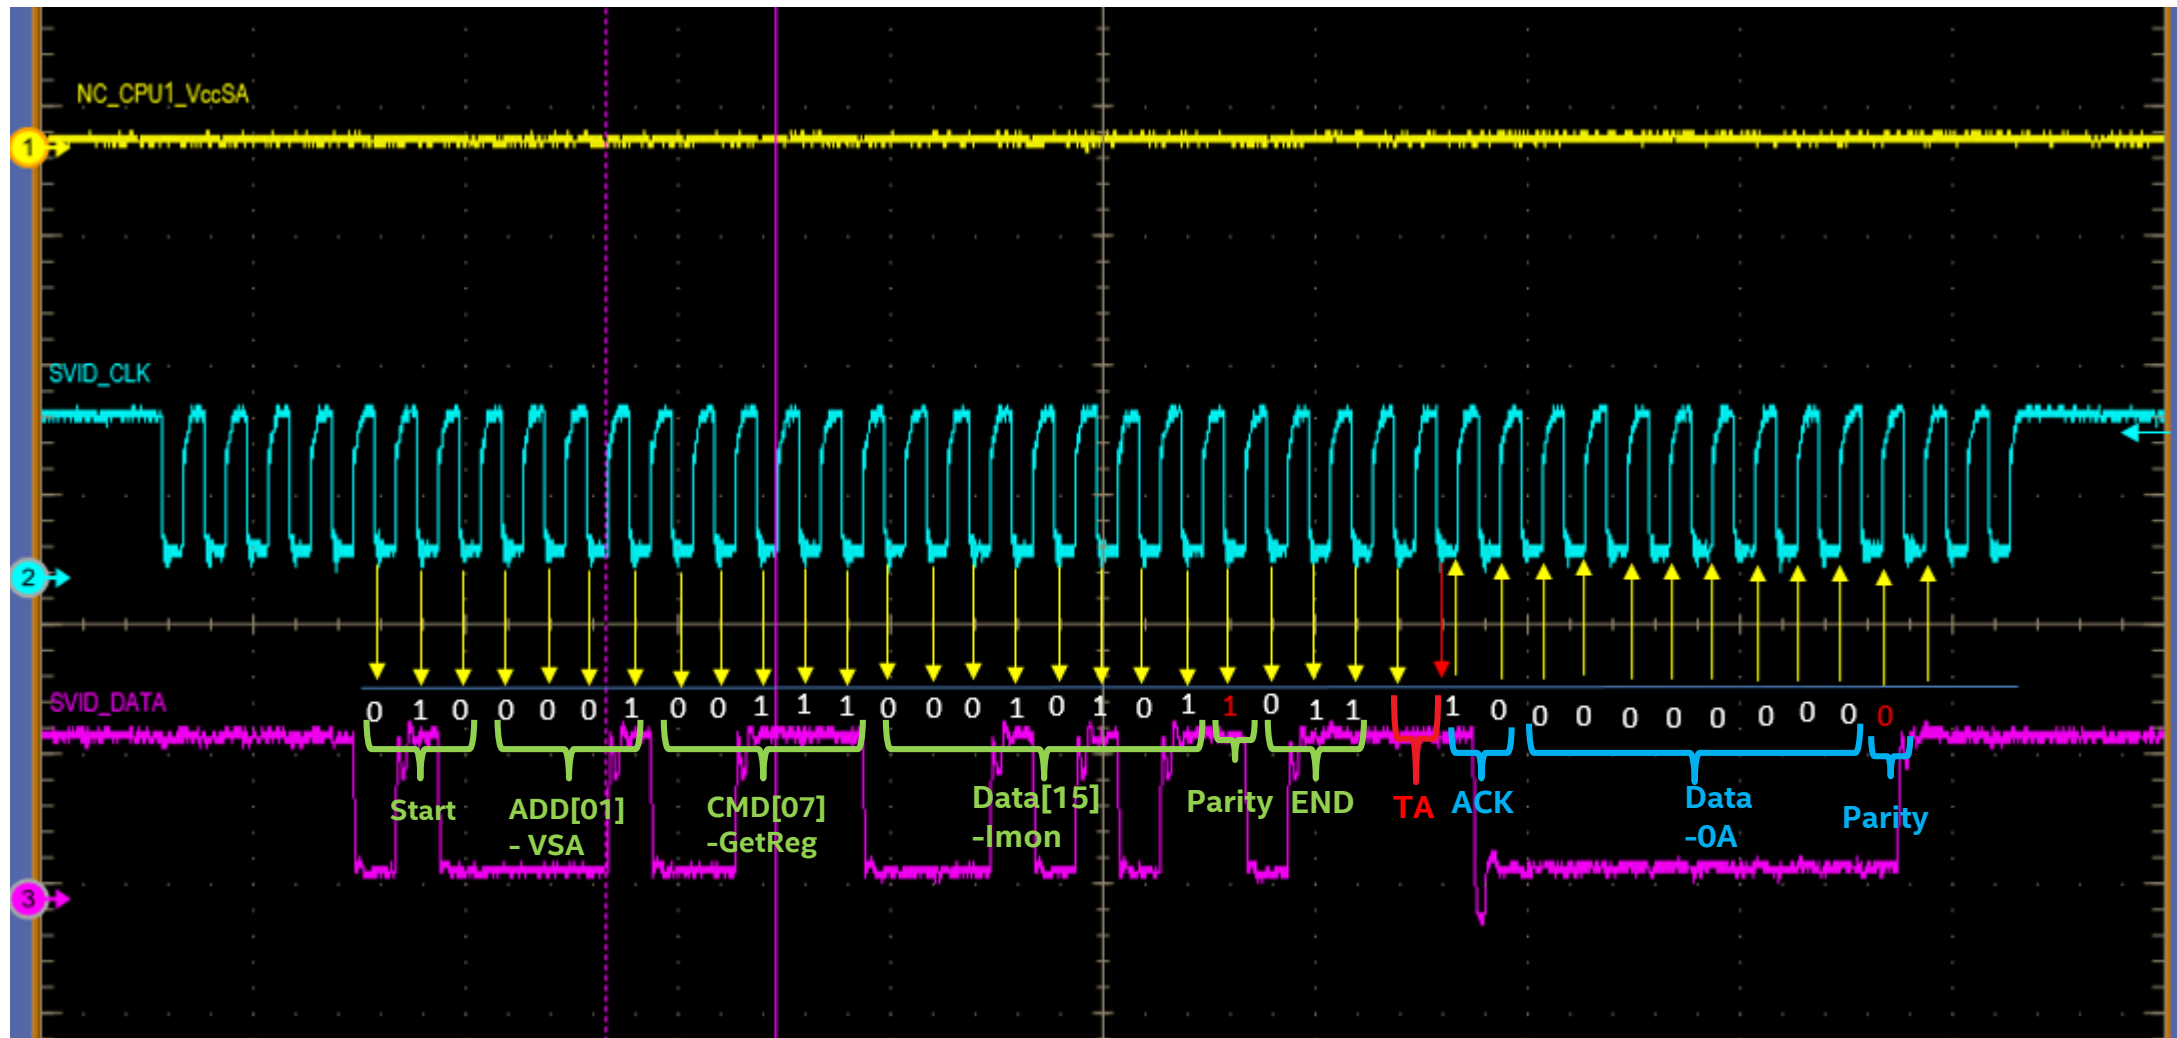 NC_CPU1_VccSA
1
SVID_CLK
2
SVID_DATA
0 1 0 0 0 0 1 0 0 1 1 1 0 0 0 1 0 1 0 1 1 0 1 1 1 0 0 0 0 0 0 0 0 0 0
Start
ADD[01]
- VSA
CMD[07]
-GetReg
Data[15]
-Imon
Parity
END
TA
ACK
Data
-0A
Parity
3